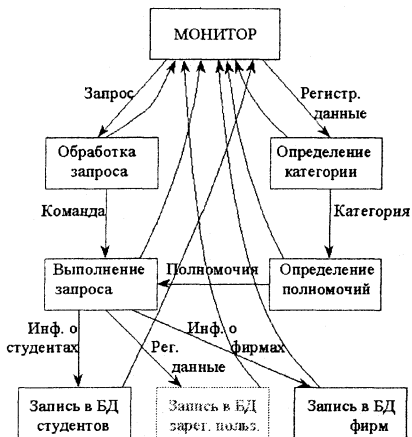 МОНИТОР
Запрос
Регистр.
данные
Обработка
запроса
Определение
категории
Команда
Категория
Выполнение
запроса
Полномочия
Определение
полномочий
Инф. о
студентах
Рег.
данные
Инф. о
фирмах
Запись в БД
студентов
Запись в БД
зарег. польз.
Запись в БД
фирм